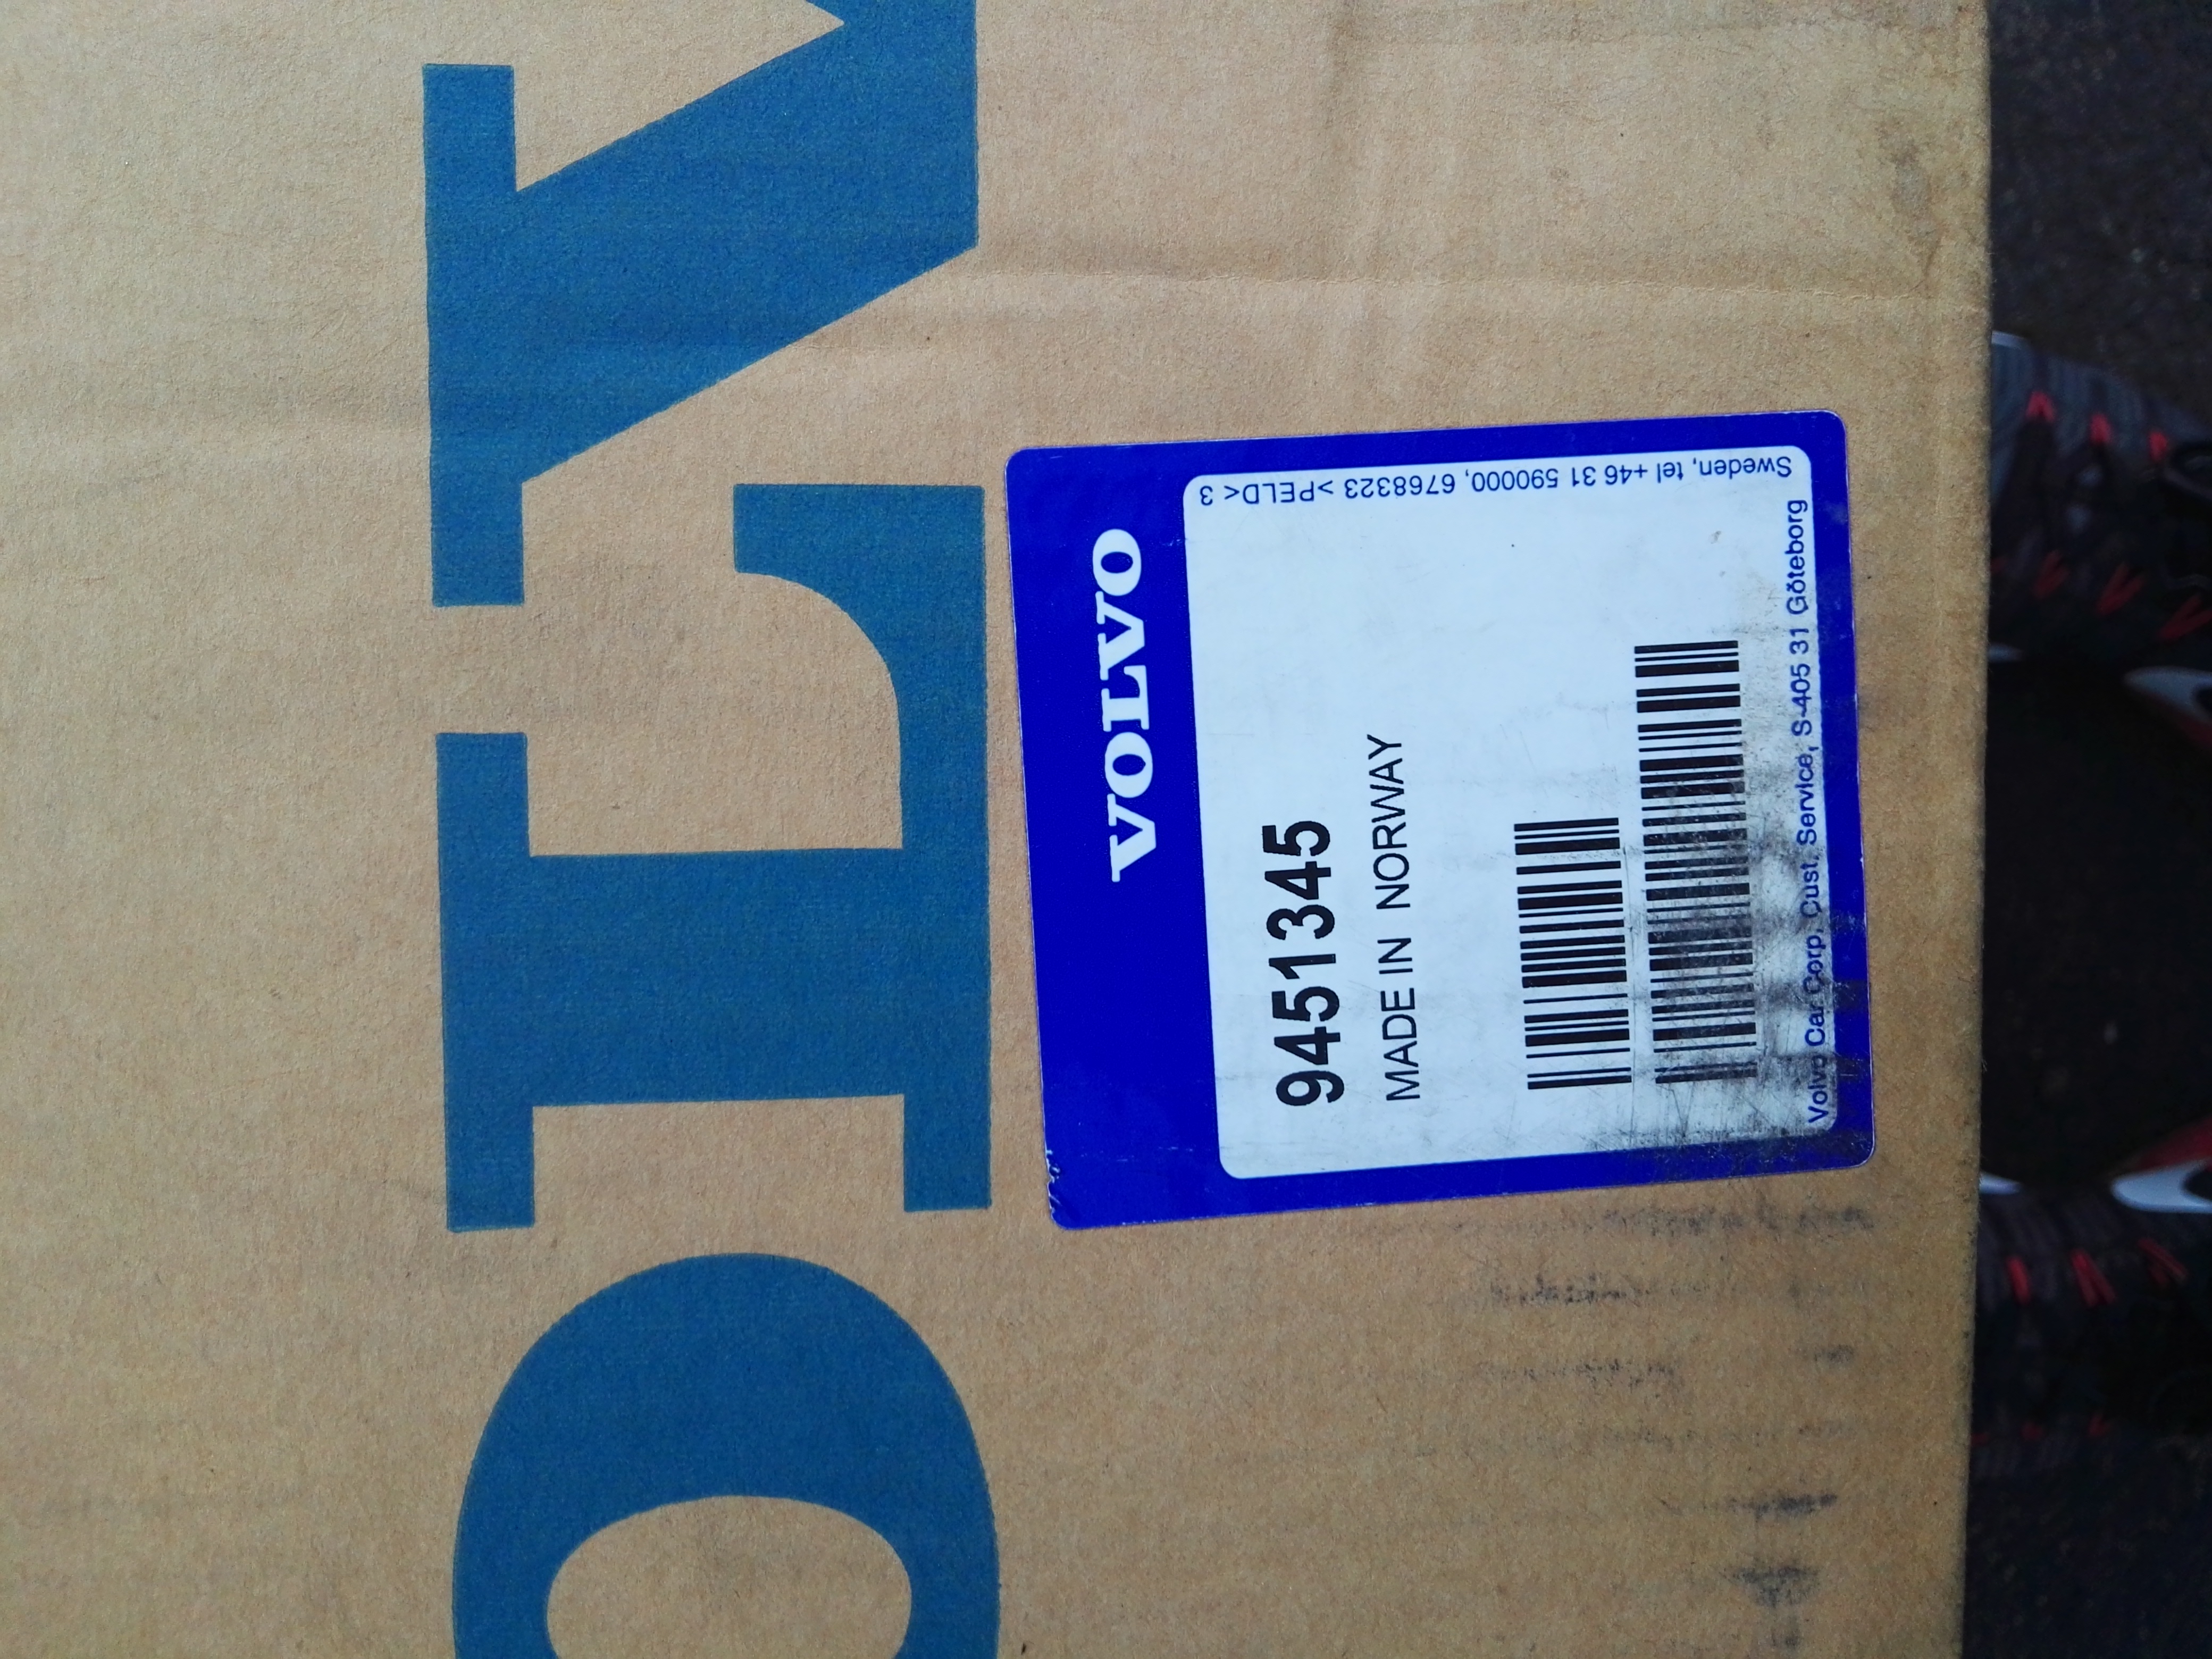 OLV
VOLVO
9451345
MADE IN NORWAY
Volvo Car Corp, Cust. Service, S-405 31 Göteborg
Sweden, tel +46 31 590000, 6768323 >PELD< 3